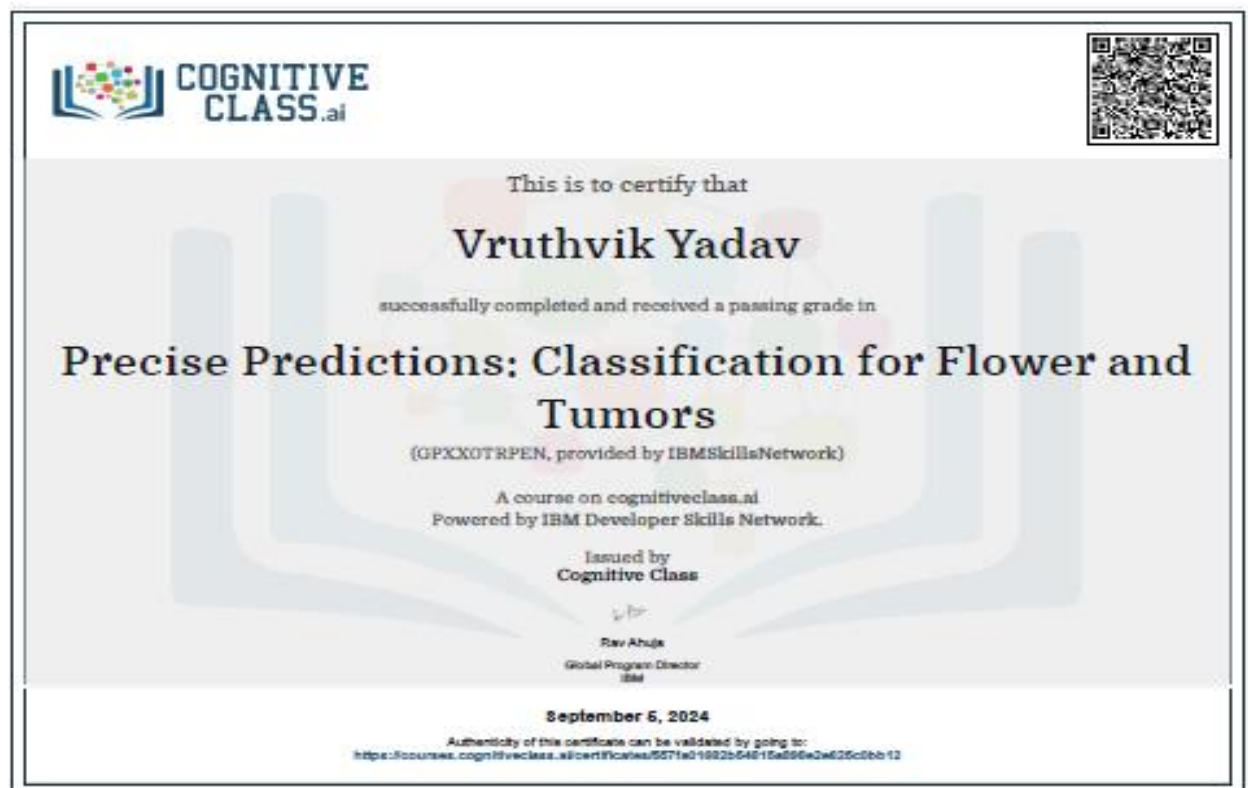 COGNITIVE
CLASS.ai
This is to certify that
Vruthvik Yadav
successfully completed and received a passing grade in
Precise Predictions: Classification for Flower and
Tumors
(GPXX0TRPEN, provided by IBMSkillsNetwork)
A course on cognitiveclass.ai
Powered by IBM Developer Skills Network.
Issued by
Cognitive Class
Rav Ahuja
Global Program Director
IBM
September 5, 2024
Authenticity of this certificate can be validated by going to: